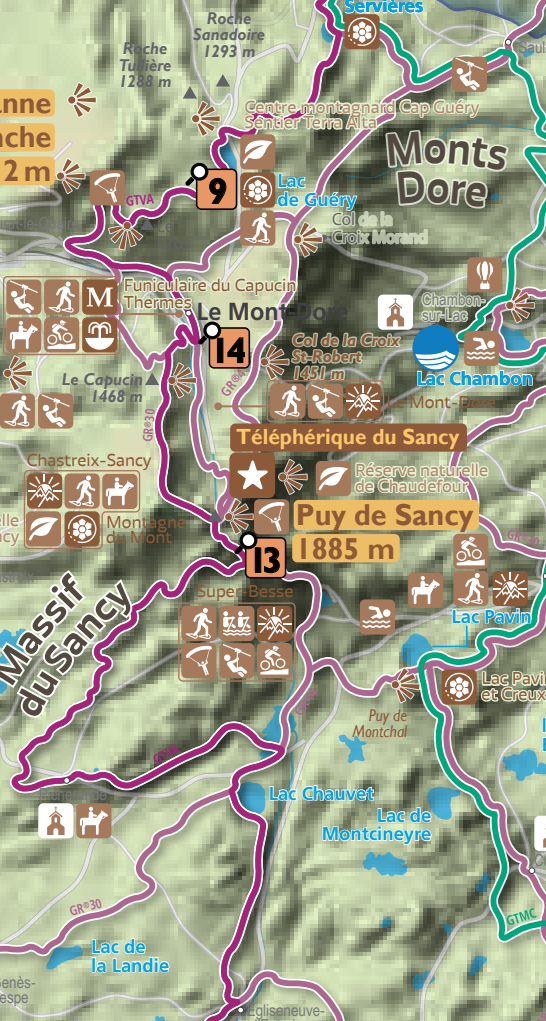 Servières
Roche
Sanadoire
1293 m
Roche
Tuilière
1288 m
Centre montagnard Cap Guéry
Sentier Terra Alta
Monts
Dore
2 m
GTVA
9
Lac
de Guéry
Col de la
Croix Morand
Funiculaire du Capucin
Thermes
M
Le Mont-Dore
14
Chambon-
sur-Lac
Lac Chambon
Col de la Croix
St-Robert
1451 m
Le Capucin
1468 m
GR®30
Le Mont-Dore
Téléphérique du Sancy
Chastreix-Sancy
Réserve naturelle
de Chaudefour
Montagne
du Mont
Puy de Sancy
1885 m
13
GR®30
Massif
du Sancy
Super-Besse
Lac Pavin
Lac Pavin
et Creux
Puy de
Montchal
Lac Chauvet
Lac de
Montcineyre
GR®30
GTMC
Lac de
la Landie
Égliseneuve-